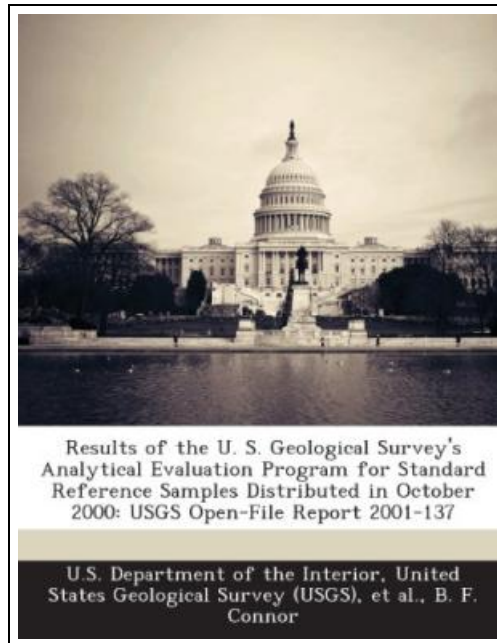 Results of the U. S. Geological Survey's
Analytical Evaluation Program for Standard
Reference Samples Distributed in October
2000: USGS Open-File Report 2001-137
U.S. Department of the Interior, United
States Geological Survey (USGS), et al., B. F.
Connor